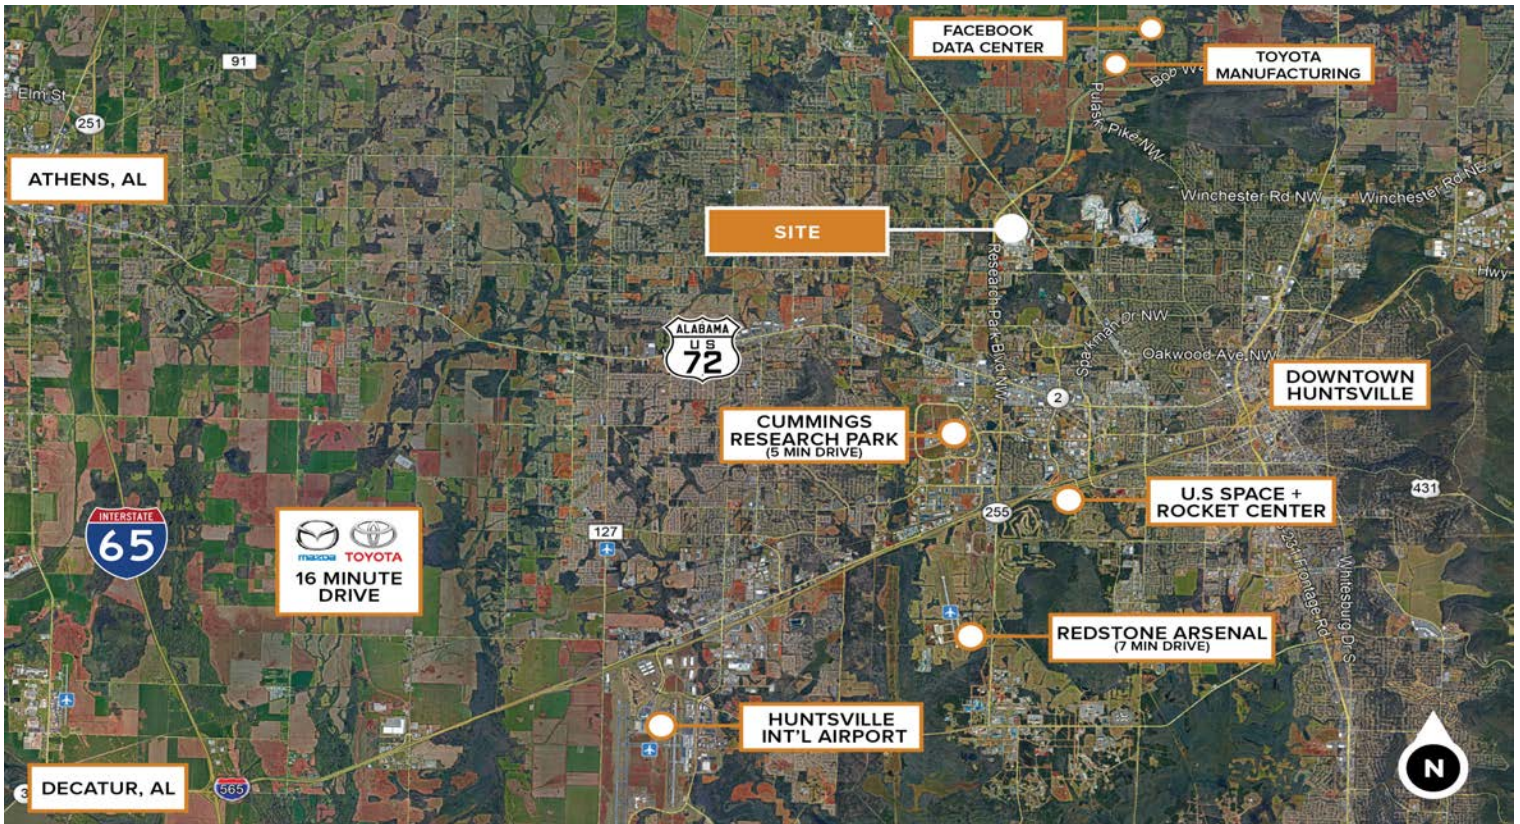 FACEBOOK
DATA CENTER
TOYOTA
MANUFACTURING
91
Elm St
251
Pulaski Pike NW
ATHENS, AL
Winchester Rd NW
Winchester Rd NE
SITE
Research Park Blvd NW
Hwy
ALABAMA
US
72
Sparkman Dr NW
Oakwood Ave NW
DOWNTOWN
HUNTSVILLE
2
CUMMINGS
RESEARCH PARK
(5 MIN DRIVE)
431
U.S SPACE +
ROCKET CENTER
255
INTERSTATE
65
mazda TOYOTA
16 MINUTE
DRIVE
127
Frontage Rd
Whitesburg Dr S
REDSTONE ARSENAL
(7 MIN DRIVE)
HUNTSVILLE
INT'L AIRPORT
N
DECATUR, AL
565